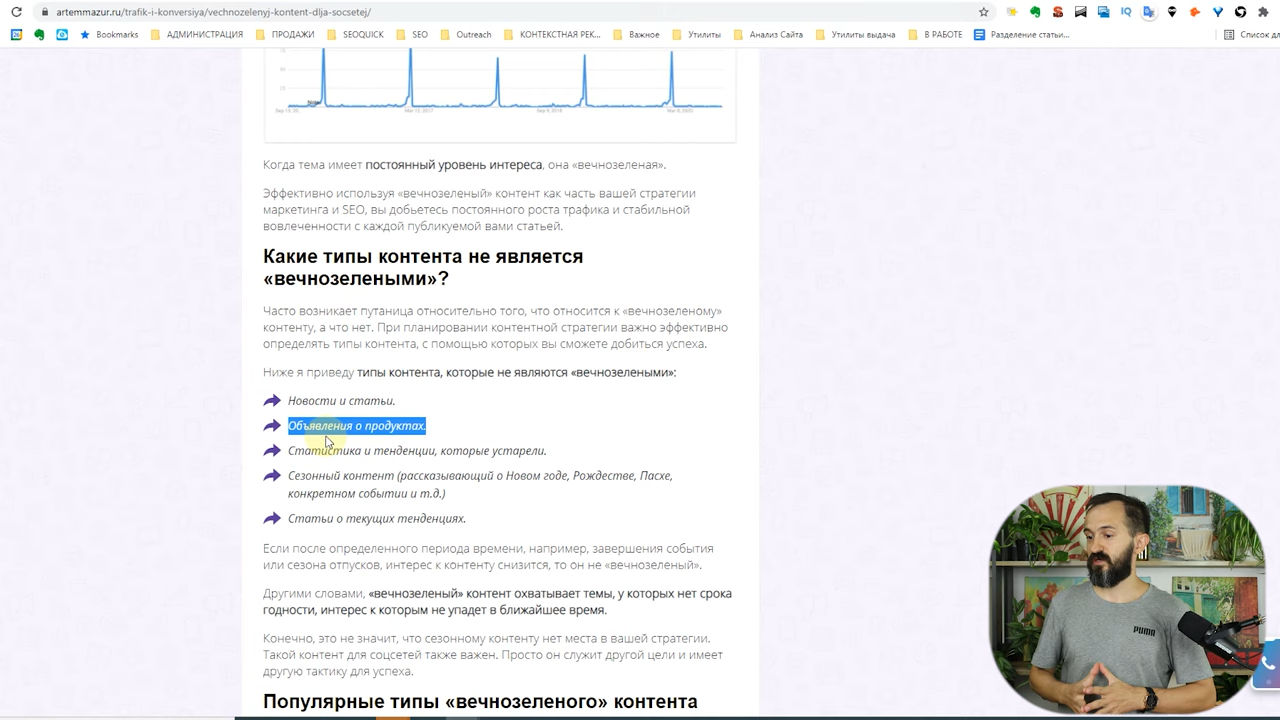 artemmazur.ru/trafik-i-konversiya/vechnozelenyj-kontent-dlja-socsetej/
Bookmarks
АДМИНИСТРАЦИЯ
ПРОДАЖИ
SEOQUICK
SEO
Outreach
КОНТЕКСТНАЯ РЕК...
Важное
Утилиты
Анализ Сайта
Утилиты выдача
В РАБОТЕ
Разделение статьи...
Список дл
Когда тема имеет постоянный уровень интереса, она «вечнозеленая».
Эффективно используя «вечнозеленый» контент как часть вашей стратегии
маркетинга и SEO, вы добьетесь постоянного роста трафика и стабильной
вовлеченности с каждой публикуемой вами статьей.
Какие типы контента не является
«вечнозелеными»?
Часто возникает путаница относительно того, что относится к «вечнозеленому»
контенту, а что нет. При планировании контентной стратегии важно эффективно
определять типы контента, с помощью которых вы сможете добиться успеха.
Ниже я приведу типы контента, которые не являются «вечнозелеными»:
Новости и статьи.
Объявления о продуктах.
Статистика и тенденции, которые устарели.
Сезонный контент (рассказывающий о Новом годе, Рождестве, Пасхе,
конкретном событии и т.д.)
Статьи о текущих тенденциях.
Если после определенного периода времени, например, завершения события
или сезона отпусков, интерес к контенту снизится, то он не «вечнозеленый».
Другими словами, «вечнозеленый» контент охватывает темы, у которых нет срока
годности, интерес к которым не упадет в ближайшее время.
Конечно, это не значит, что сезонному контенту нет места в вашей стратегии.
Такой контент для соцсетей также важен. Просто он служит другой цели и имеет
другую тактику для успеха.
Популярные типы «вечнозеленого» контента
PUMA